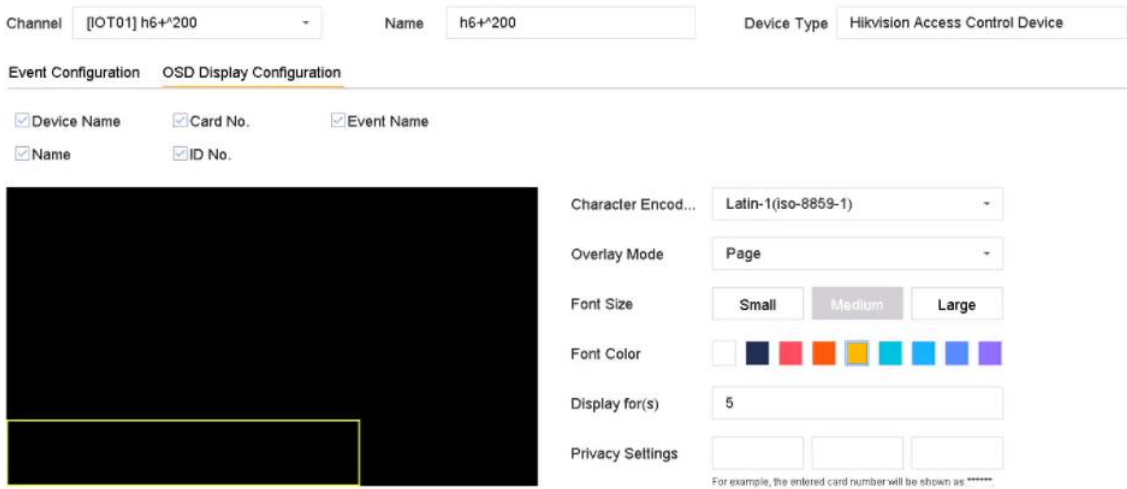 Channel [IOT01] h6+^200 Name h6+^200 Device Type Hikvision Access Control Device
Event Configuration OSD Display Configuration
Device Name Card No. Event Name
Name ID No.
Character Encod... Latin-1(iso-8859-1)
Overlay Mode Page
Font Size Small Medium Large
Font Color
Display for(s) 5
Privacy Settings
For example, the entered card number will be shown as ******.